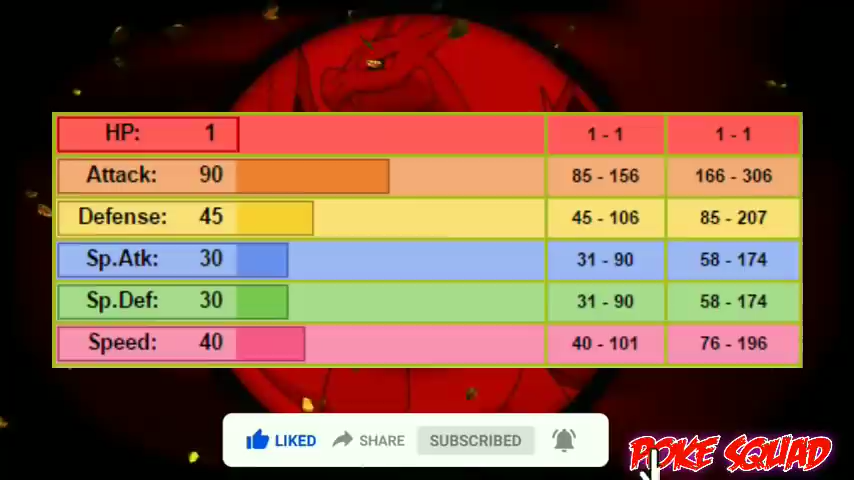 HP: 1 1 - 1 1 - 1
Attack: 90 85 - 156 166 - 306
Defense: 45 45 - 106 85 - 207
Sp.Atk: 30 31 - 90 58 - 174
Sp.Def: 30 31 - 90 58 - 174
Speed: 40 40 - 101 76 - 196
LIKED SHARE SUBSCRIBED
POKE SQUAD